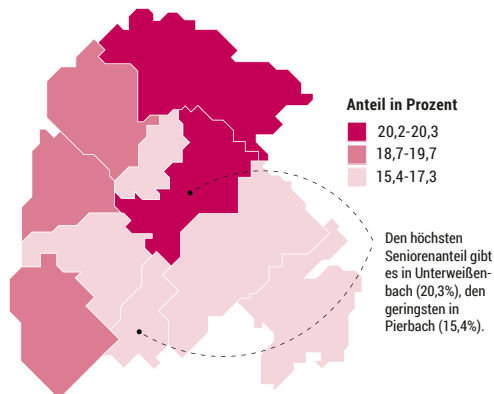 Anteil in Prozent
20,2-20,3
18,7-19,7
15,4-17,3
Den höchsten
Seniorenanteil gibt
es in Unterweißen-
bach (20,3%), den
geringsten in
Pierbach (15,4%).